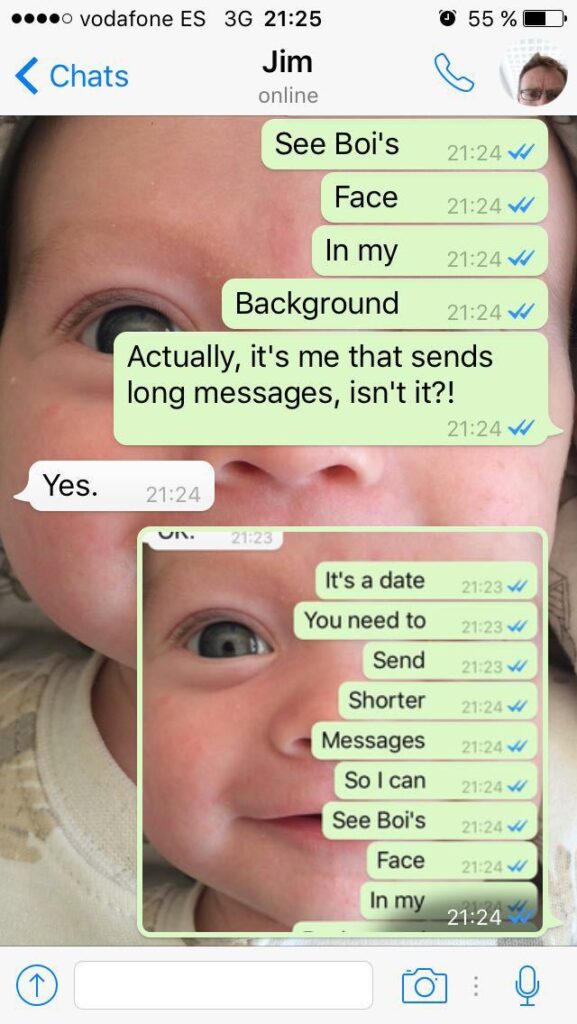 vodafone ES 3G 21:25 55 %
Chats
Jim
online
See Boi's 21:24
Face 21:24
In my 21:24
Background 21:24
Actually, it's me that sends
long messages, isn't it?!
21:24
Yes. 21:24
OK. 21:23
It's a date 21:23
You need to 21:23
Send 21:23
Shorter 21:24
Messages 21:24
So I can 21:24
See Boi's 21:24
Face 21:24
In my 21:24
21:24